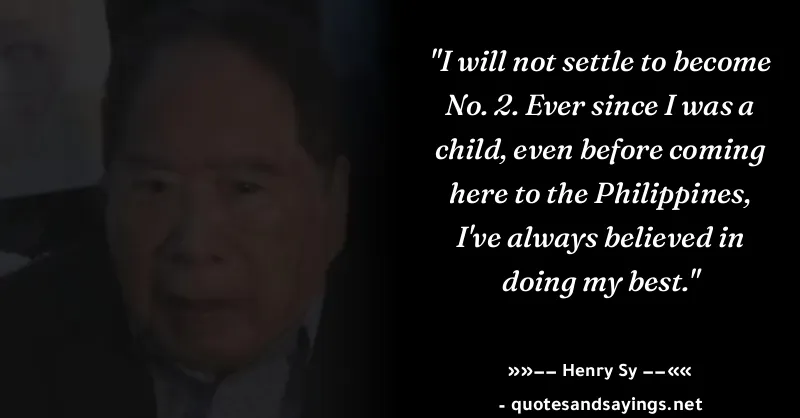 "I will not settle to become
No. 2. Ever since I was a
child, even before coming
here to the Philippines,
I've always believed in
doing my best."
»»—— Henry Sy ——««
- quotesandsayings.net